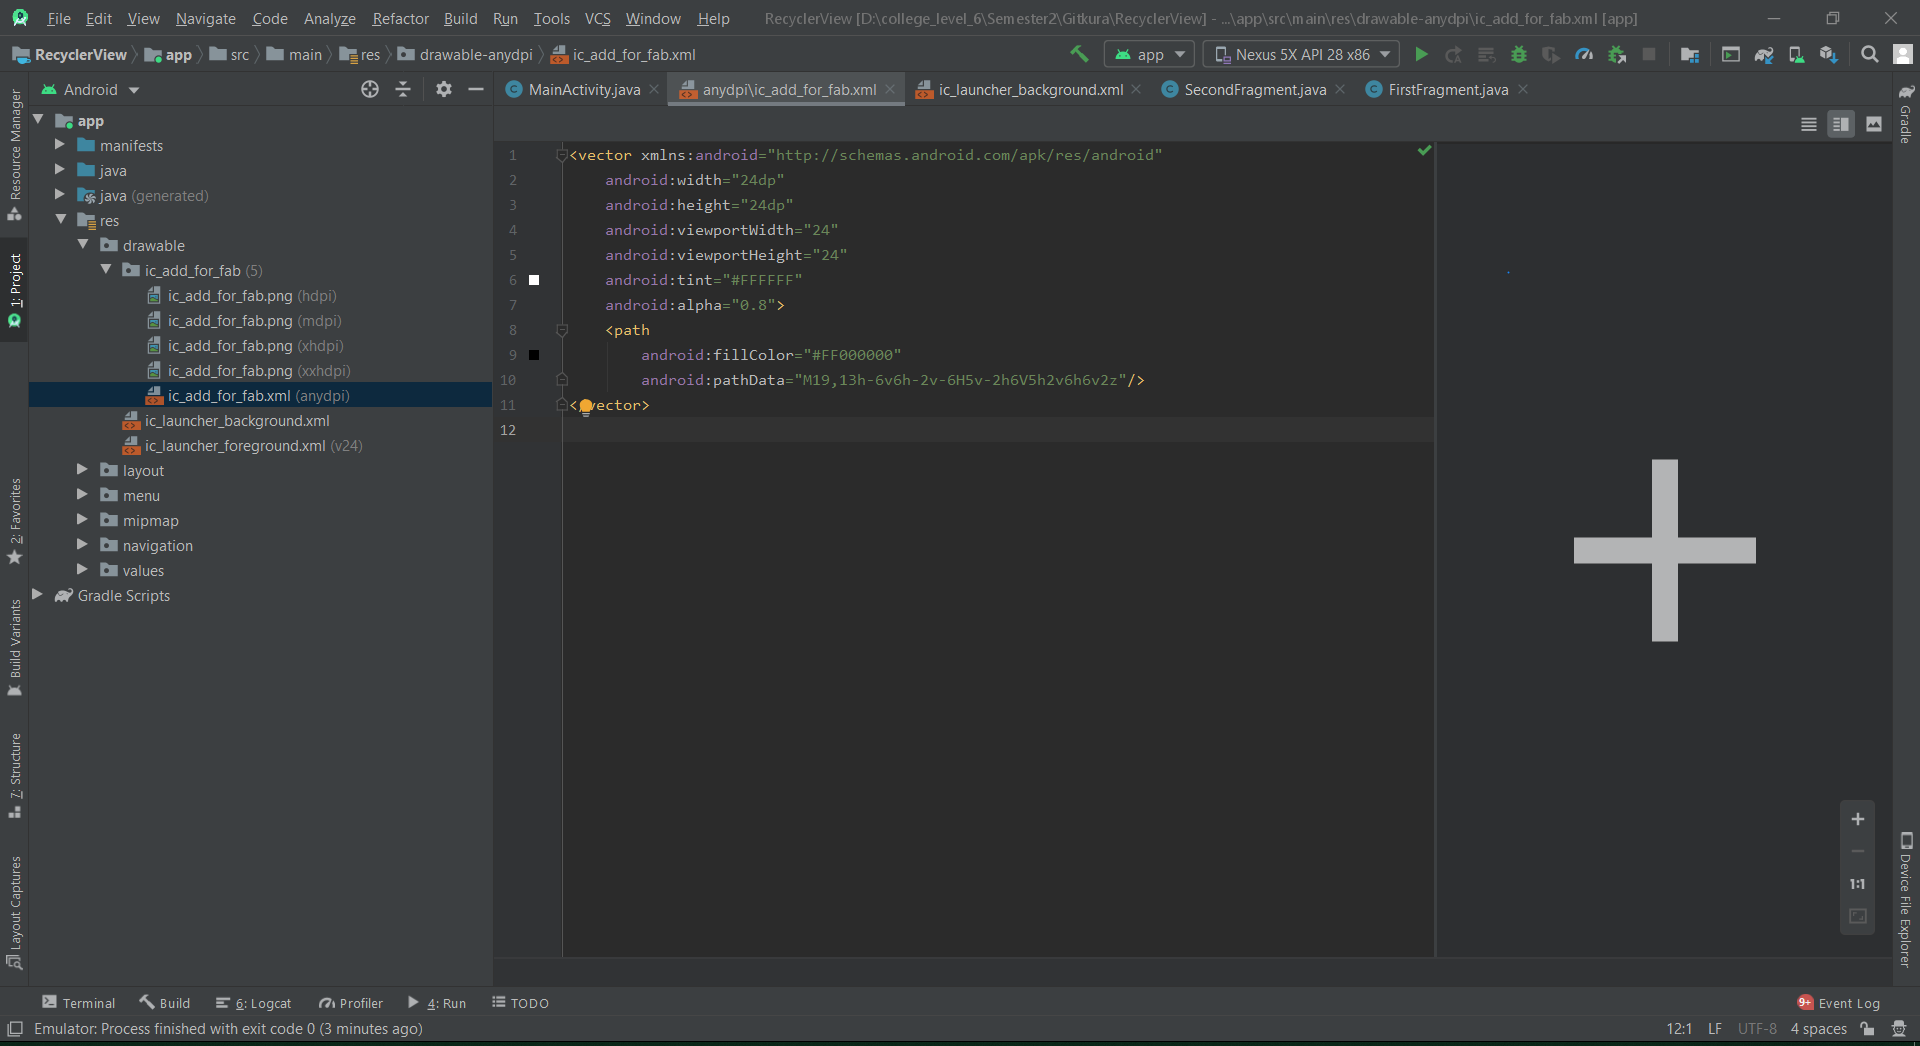 File Edit View Navigate Code Analyze Refactor Build Run Tools VCS Window Help RecyclerView [D:\college_level_6\Semester2\Gitkura\RecyclerView] - ...\app\src\main\res\drawable-anydpi\ic_add_for_fab.xml [app]
RecyclerView app src main res drawable-anydpi ic_add_for_fab.xml app Nexus 5X API 28 x86
Android
MainActivity.java anydpi\ic_add_for_fab.xml ic_launcher_background.xml SecondFragment.java FirstFragment.java
Resource Manager
1: Project
2: Favorites
Build Variants
7: Structure
Layout Captures
app
manifests
java
java (generated)
res
drawable
ic_add_for_fab (5)
ic_add_for_fab.png (hdpi)
ic_add_for_fab.png (mdpi)
ic_add_for_fab.png (xhdpi)
ic_add_for_fab.png (xxhdpi)
ic_add_for_fab.xml (anydpi)
ic_launcher_background.xml
ic_launcher_foreground.xml (v24)
layout
menu
mipmap
navigation
values
Gradle Scripts
1 <vector xmlns:android="http://schemas.android.com/apk/res/android"
2 android:width="24dp"
3 android:height="24dp"
4 android:viewportWidth="24"
5 android:viewportHeight="24"
6 android:tint="#FFFFFF"
7 android:alpha="0.8">
8 <path
9 android:fillColor="#FF000000"
10 android:pathData="M19,13h-6v6h-2v-6H5v-2h6V5h2v6h6v2z"/>
11 </vector>
12
1:1
Gradle
Device File Explorer
Terminal Build 6: Logcat Profiler 4: Run TODO 9+ Event Log
Emulator: Process finished with exit code 0 (3 minutes ago) 12:1 LF UTF-8 4 spaces